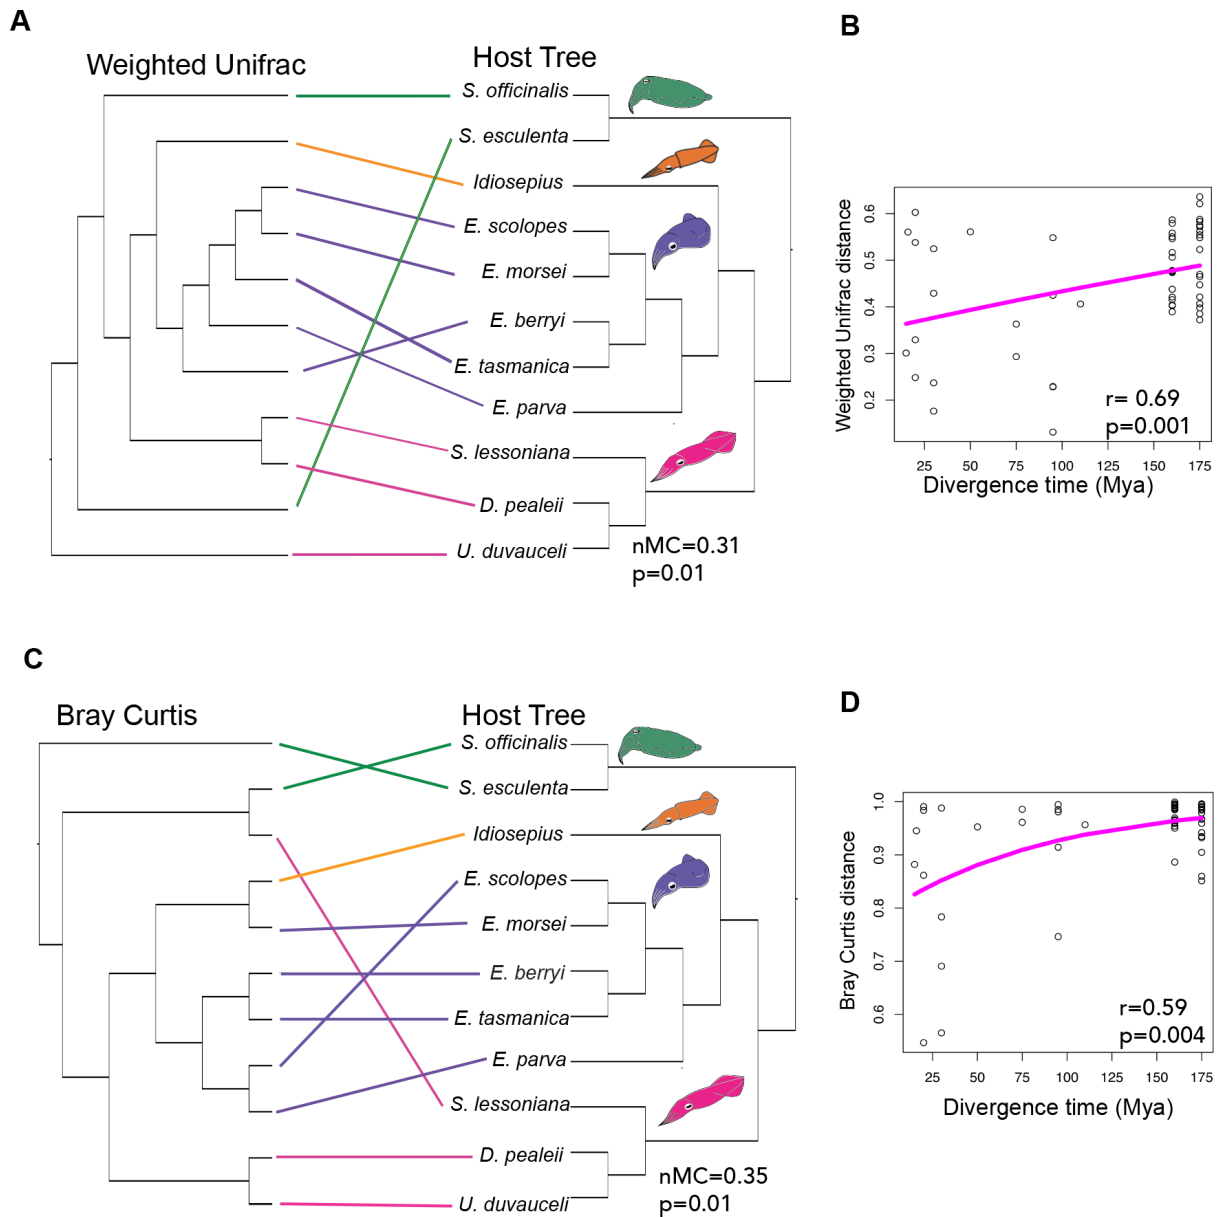 A
Weighted Unifrac
Host Tree
S. officinalis
S. esculenta
Idiosepius
E. scolopes
E. morsei
E. berryi
E. tasmanica
E. parva
S. lessoniana
D. pealeii
U. duvauceli
nMC=0.31
p=0.01
B
Weighted Unifrac distance
0.6
0.5
0.4
0.3
0.2
r= 0.69
p=0.001
25 50 75 100 125 150 175
Divergence time (Mya)
C
Bray Curtis
Host Tree
S. officinalis
S. esculenta
Idiosepius
E. scolopes
E. morsei
E. berryi
E. tasmanica
E. parva
S. lessoniana
D. pealeii
U. duvauceli
nMC=0.35
p=0.01
D
Bray Curtis distance
1.0
0.9
0.8
0.7
0.6
r=0.59
p=0.004
25 50 75 100 125 150 175
Divergence time (Mya)